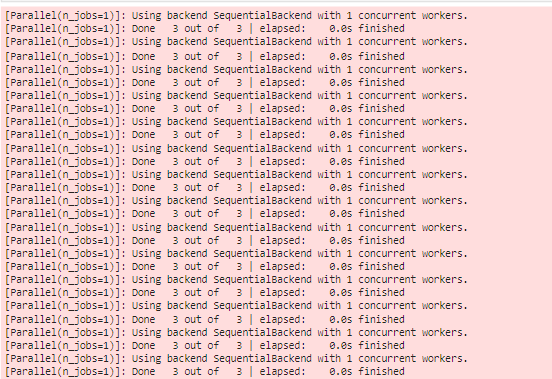 [Parallel(n_jobs=1)]: Using backend SequentialBackend with 1 concurrent workers.
[Parallel(n_jobs=1)]: Done   3 out of   3 | elapsed:    0.0s finished
[Parallel(n_jobs=1)]: Using backend SequentialBackend with 1 concurrent workers.
[Parallel(n_jobs=1)]: Done   3 out of   3 | elapsed:    0.0s finished
[Parallel(n_jobs=1)]: Using backend SequentialBackend with 1 concurrent workers.
[Parallel(n_jobs=1)]: Done   3 out of   3 | elapsed:    0.0s finished
[Parallel(n_jobs=1)]: Using backend SequentialBackend with 1 concurrent workers.
[Parallel(n_jobs=1)]: Done   3 out of   3 | elapsed:    0.0s finished
[Parallel(n_jobs=1)]: Using backend SequentialBackend with 1 concurrent workers.
[Parallel(n_jobs=1)]: Done   3 out of   3 | elapsed:    0.0s finished
[Parallel(n_jobs=1)]: Using backend SequentialBackend with 1 concurrent workers.
[Parallel(n_jobs=1)]: Done   3 out of   3 | elapsed:    0.0s finished
[Parallel(n_jobs=1)]: Using backend SequentialBackend with 1 concurrent workers.
[Parallel(n_jobs=1)]: Done   3 out of   3 | elapsed:    0.0s finished
[Parallel(n_jobs=1)]: Using backend SequentialBackend with 1 concurrent workers.
[Parallel(n_jobs=1)]: Done   3 out of   3 | elapsed:    0.0s finished
[Parallel(n_jobs=1)]: Using backend SequentialBackend with 1 concurrent workers.
[Parallel(n_jobs=1)]: Done   3 out of   3 | elapsed:    0.0s finished
[Parallel(n_jobs=1)]: Using backend SequentialBackend with 1 concurrent workers.
[Parallel(n_jobs=1)]: Done   3 out of   3 | elapsed:    0.0s finished
[Parallel(n_jobs=1)]: Using backend SequentialBackend with 1 concurrent workers.
[Parallel(n_jobs=1)]: Done   3 out of   3 | elapsed:    0.0s finished
[Parallel(n_jobs=1)]: Using backend SequentialBackend with 1 concurrent workers.
[Parallel(n_jobs=1)]: Done   3 out of   3 | elapsed:    0.0s finished
[Parallel(n_jobs=1)]: Using backend SequentialBackend with 1 concurrent workers.
[Parallel(n_jobs=1)]: Done   3 out of   3 | elapsed:    0.0s finished
[Parallel(n_jobs=1)]: Using backend SequentialBackend with 1 concurrent workers.
[Parallel(n_jobs=1)]: Done   3 out of   3 | elapsed:    0.0s finished